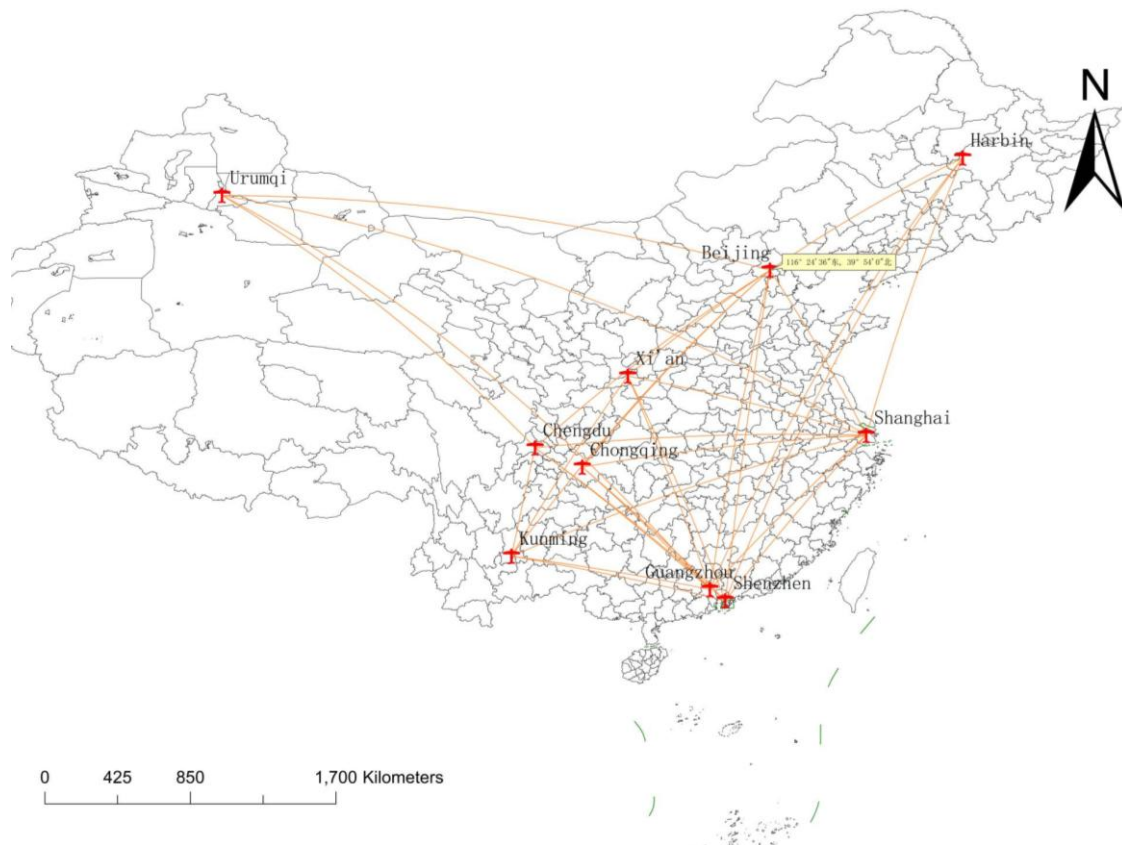 N
Harbin
Urumqi
Beijing
116° 24′36″东, 39° 54′0″北
Xi'an
Shanghai
Chengdu
Chongqing
Kunming
Guangzhou
Shenzhen
0 425 850 1,700 Kilometers